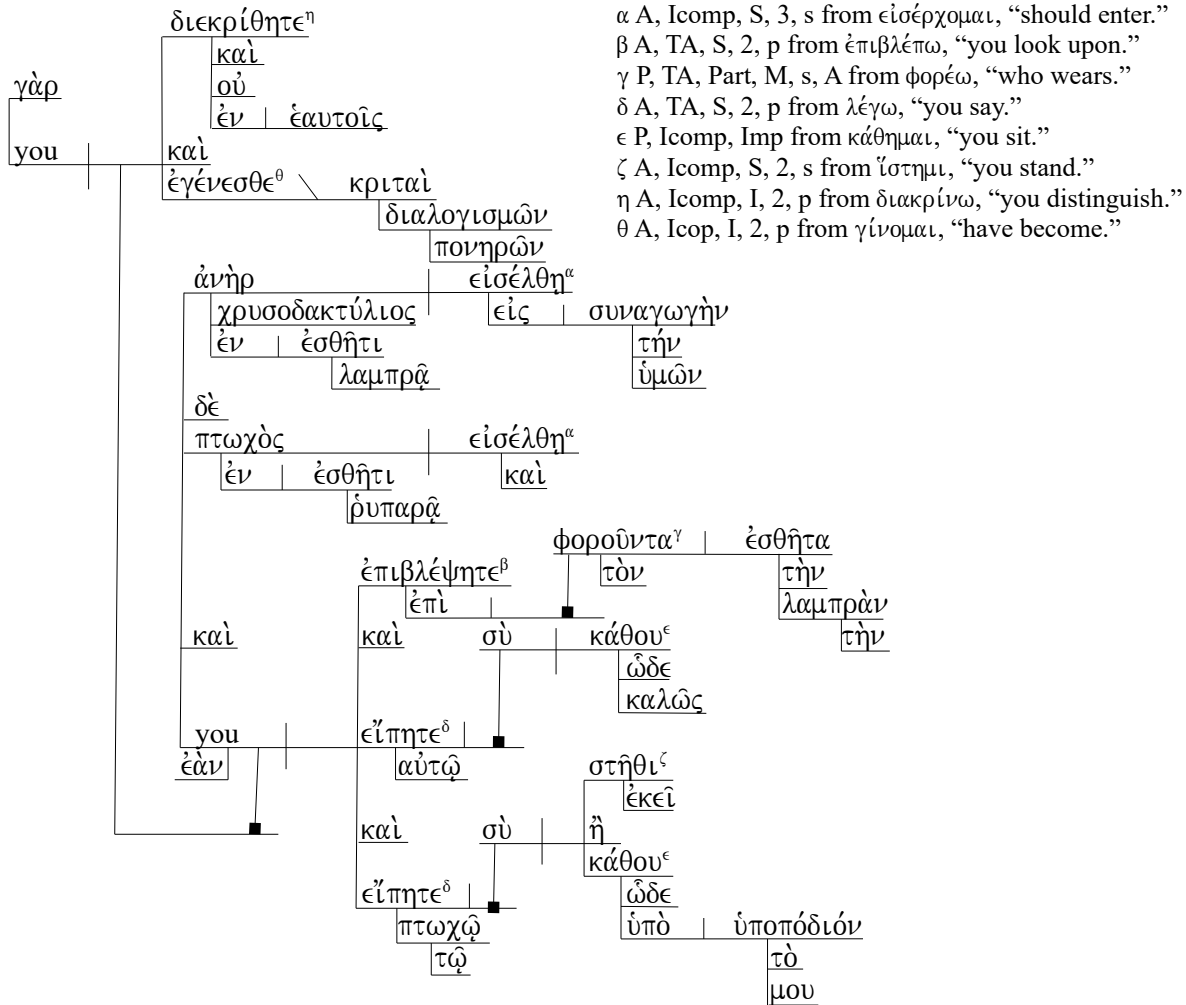 διεκρίθητε^η
καὶ
γὰρ
οὐ
ἐν ἑαυτοῖς
you καὶ
ἐγένεσθε^θ κριταὶ
διαλογισμῶν
πονηρῶν
α A, Icomp, S, 3, s from εἰσέρχομαι, “should enter.”
β A, TA, S, 2, p from ἐπιβλέπω, “you look upon.”
γ P, TA, Part, M, s, A from φορέω, “who wears.”
δ A, TA, S, 2, p from λέγω, “you say.”
ϵ P, Icomp, Imp from κάθημαι, “you sit.”
ζ A, Icomp, S, 2, s from ἵστημι, “you stand.”
η A, Icomp, I, 2, p from διακρίνω, “you distinguish.”
θ A, Icop, I, 2, p from γίνομαι, “have become.”
ἀνὴρ εἰσέλθῃ^α
χρυσοδακτύλιος εἰς συναγωγὴν
ἐν ἐσθῆτι τήν
λαμπρᾷ ὑμῶν
δὲ
πτωχὸς εἰσέλθῃ^α
ἐν ἐσθῆτι καὶ
ῥυπαρᾷ
φοροῦντα^γ ἐσθῆτα
ἐπιβλέψητε^β τὸν τὴν
ἐπὶ λαμπρὰν
καὶ καὶ σὺ κάθου^ϵ τὴν
ὧδε
καλῶς
you εἴπητε^δ
ἐὰν αὐτῷ στῆθι^ζ
ἐκεῖ
καὶ σὺ ἢ
κάθου^ϵ
εἴπητε^δ ὧδε
πτωχῷ ὑπὸ ὑποπόδιόν
τῷ τὸ
μου